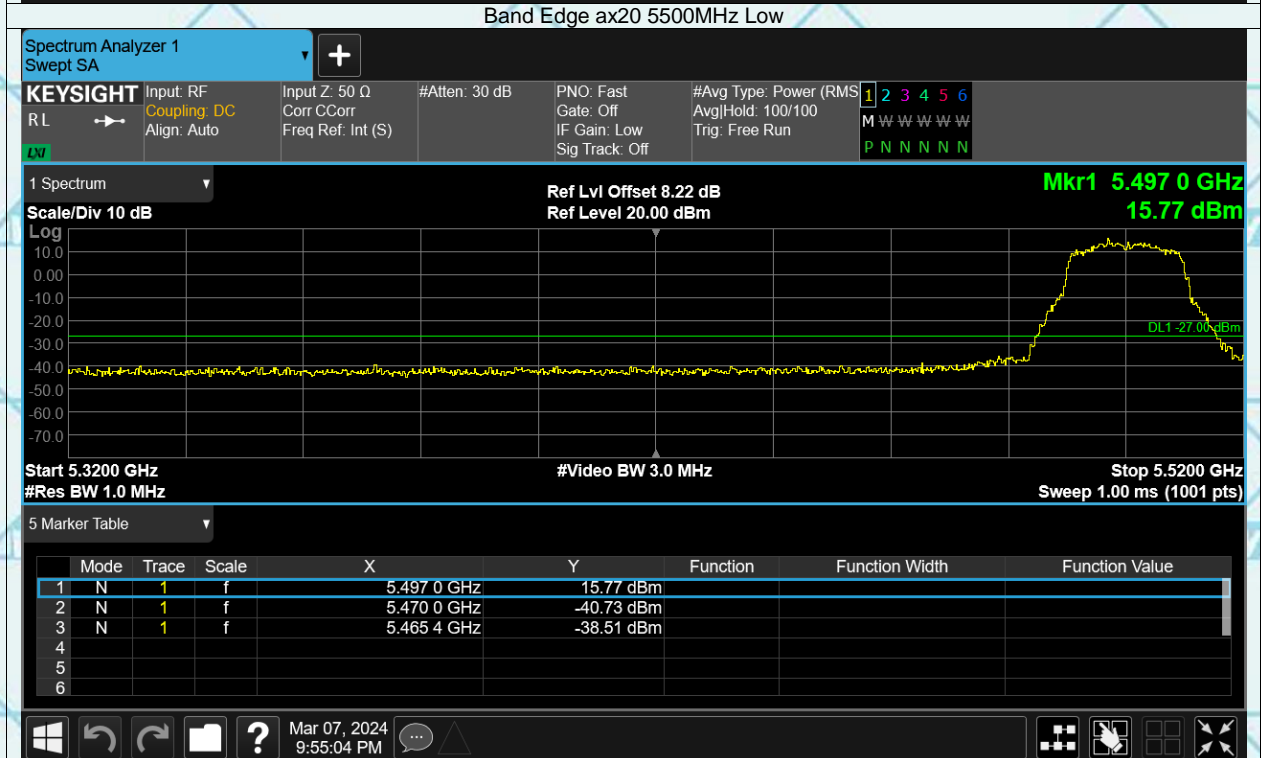 Band Edge ax20 5500MHz Low
Spectrum Analyzer 1
Swept SA
+
KEYSIGHT
R L
LXI
Input: RF
Coupling: DC
Align: Auto
Input Z: 50 Ω
Corr CCorr
Freq Ref: Int (S)
#Atten: 30 dB
PNO: Fast
Gate: Off
IF Gain: Low
Sig Track: Off
#Avg Type: Power (RMS
Avg|Hold: 100/100
Trig: Free Run
1 2 3 4 5 6
M W W W W W
P N N N N N
1 Spectrum
Scale/Div 10 dB
Ref Lvl Offset 8.22 dB
Ref Level 20.00 dBm
Mkr1 5.497 0 GHz
15.77 dBm
Log
10.0
0.00
-10.0
-20.0
-30.0
-40.0
-50.0
-60.0
-70.0
DL1 -27.00 dBm
Start 5.3200 GHz
#Video BW 3.0 MHz
Stop 5.5200 GHz
#Res BW 1.0 MHz
Sweep 1.00 ms (1001 pts)
5 Marker Table
Mode Trace Scale X Y Function Function Width Function Value
1 N 1 f 5.497 0 GHz 15.77 dBm
2 N 1 f 5.470 0 GHz -40.73 dBm
3 N 1 f 5.465 4 GHz -38.51 dBm
4
5
6
?
Mar 07, 2024
9:55:04 PM